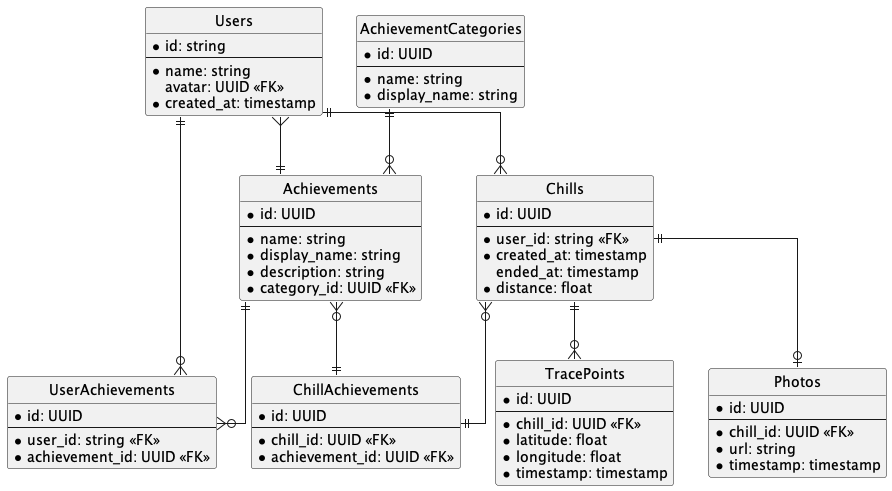 Users
id: string
name: string
avatar: UUID «FK»
created_at: timestamp
AchievementCategories
id: UUID
name: string
display_name: string
Achievements
id: UUID
name: string
display_name: string
description: string
category_id: UUID «FK»
Chills
id: UUID
user_id: string «FK»
created_at: timestamp
ended_at: timestamp
distance: float
UserAchievements
id: UUID
user_id: string «FK»
achievement_id: UUID «FK»
ChillAchievements
id: UUID
chill_id: UUID «FK»
achievement_id: UUID «FK»
TracePoints
id: UUID
chill_id: UUID «FK»
latitude: float
longitude: float
timestamp: timestamp
Photos
id: UUID
chill_id: UUID «FK»
url: string
timestamp: timestamp